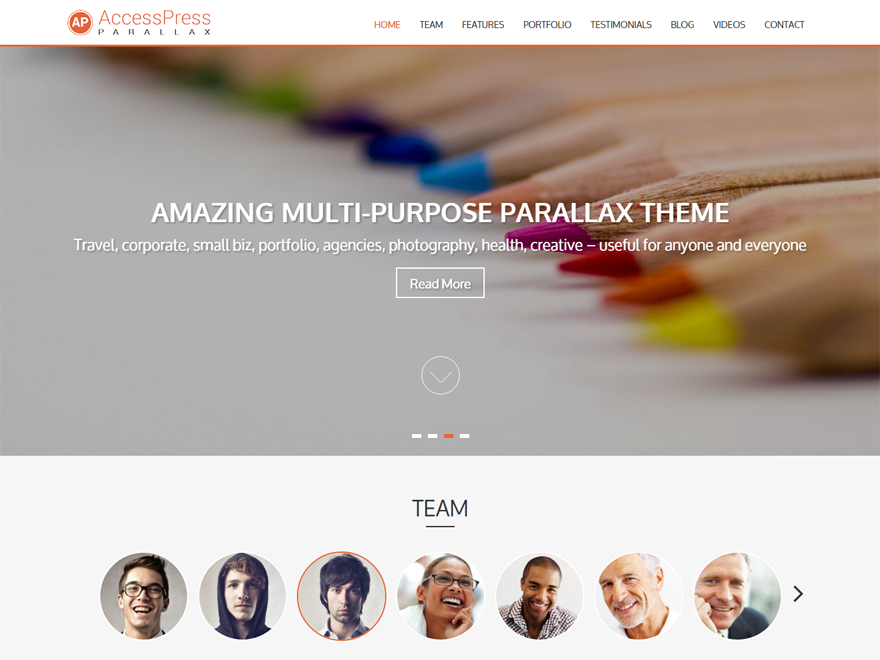 AP AccessPress
PARALLAX
HOME TEAM FEATURES PORTFOLIO TESTIMONIALS BLOG VIDEOS CONTACT
AMAZING MULTI-PURPOSE PARALLAX THEME
Travel, corporate, small biz, portfolio, agencies, photography, health, creative – useful for anyone and everyone
Read More
TEAM